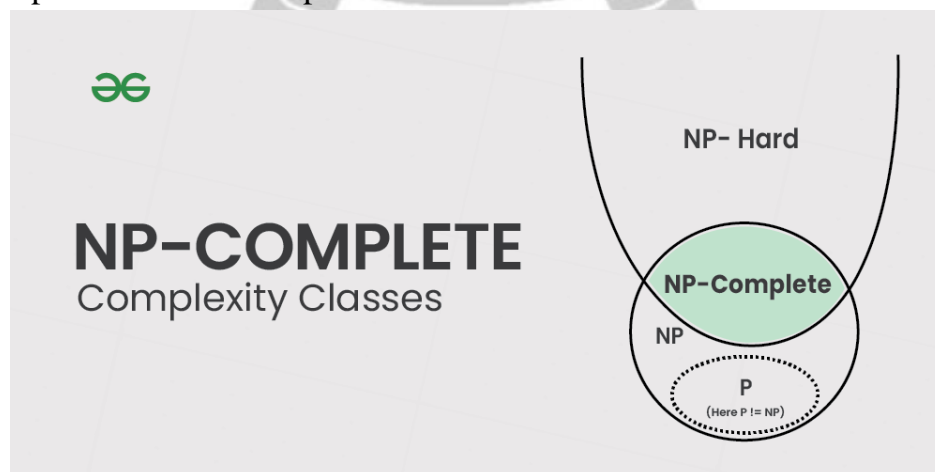 NP-COMPLETE
Complexity Classes
NP- Hard
NP-Complete
NP
P
(Here P != NP)